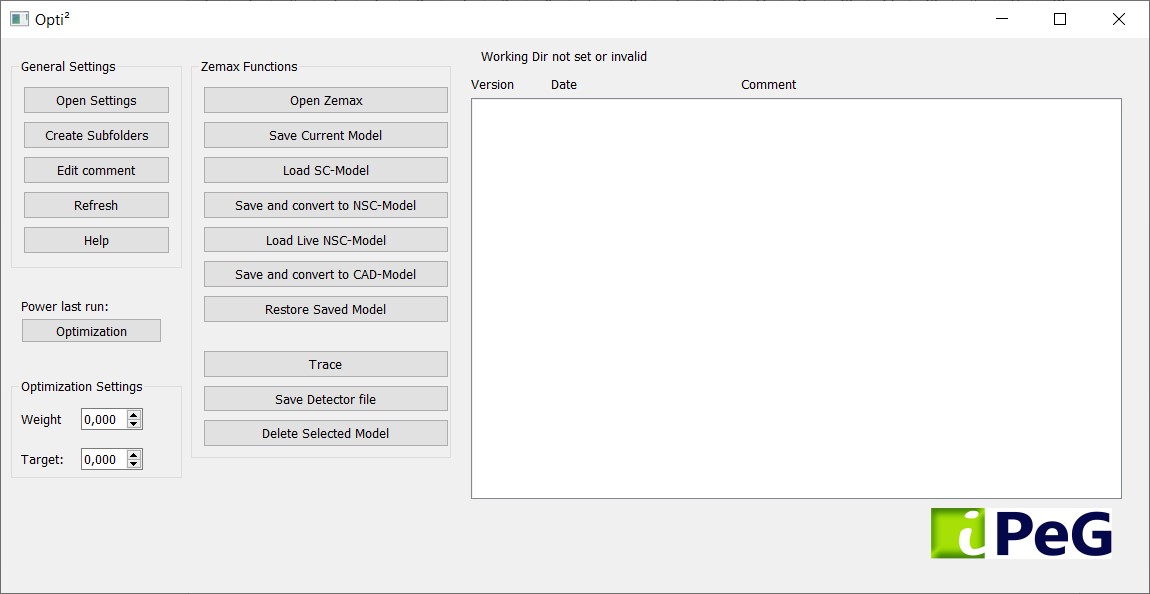 Opti²
Working Dir not set or invalid
General Settings
Open Settings
Create Subfolders
Edit comment
Refresh
Help
Power last run:
Optimization
Optimization Settings
Weight 0,000
Target: 0,000
Zemax Functions
Open Zemax
Save Current Model
Load SC-Model
Save and convert to NSC-Model
Load Live NSC-Model
Save and convert to CAD-Model
Restore Saved Model
Trace
Save Detector file
Delete Selected Model
Version Date Comment
iPeG